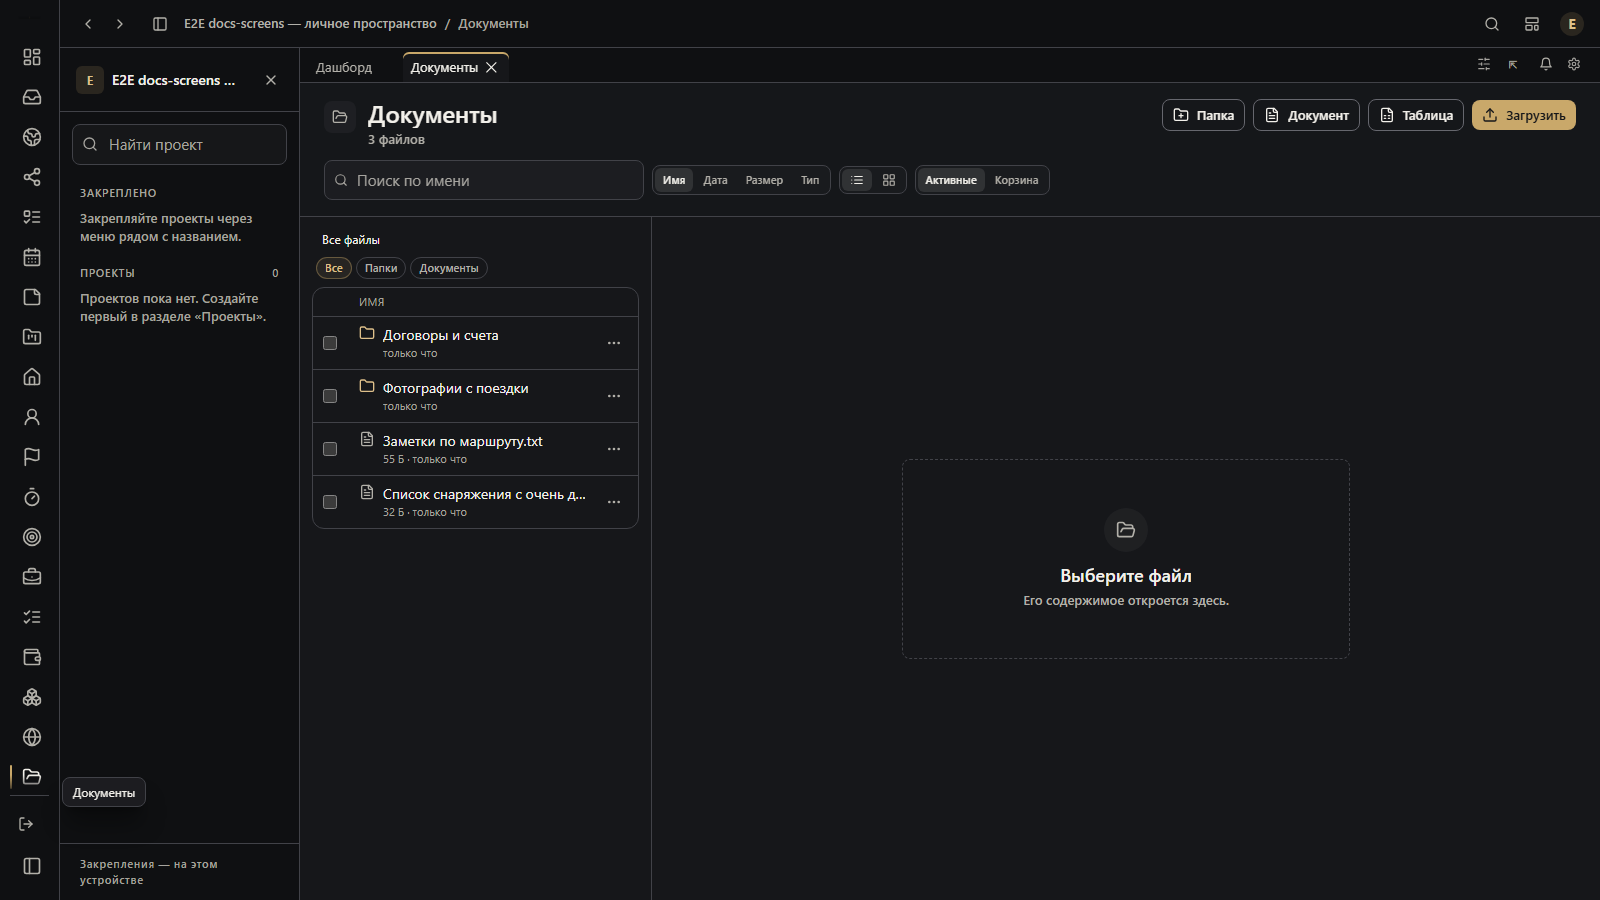 E2E docs-screens — личное пространство / Документы
E
E
E2E docs-screens ...
Найти проект
ЗАКРЕПЛЕНО
Закрепляйте проекты через
меню рядом с названием.
ПРОЕКТЫ 0
Проектов пока нет. Создайте
первый в разделе «Проекты».
Документы
Закрепления — на этом
устройстве
Дашборд
Документы
Документы
3 файлов
Папка
Документ
Таблица
Загрузить
Поиск по имени
Имя Дата Размер Тип
Активные Корзина
Все файлы
Все Папки Документы
ИМЯ
Договоры и счета
только что
Фотографии с поездки
только что
Заметки по маршруту.txt
55 Б · только что
Список снаряжения с очень д...
32 Б · только что
Выберите файл
Его содержимое откроется здесь.